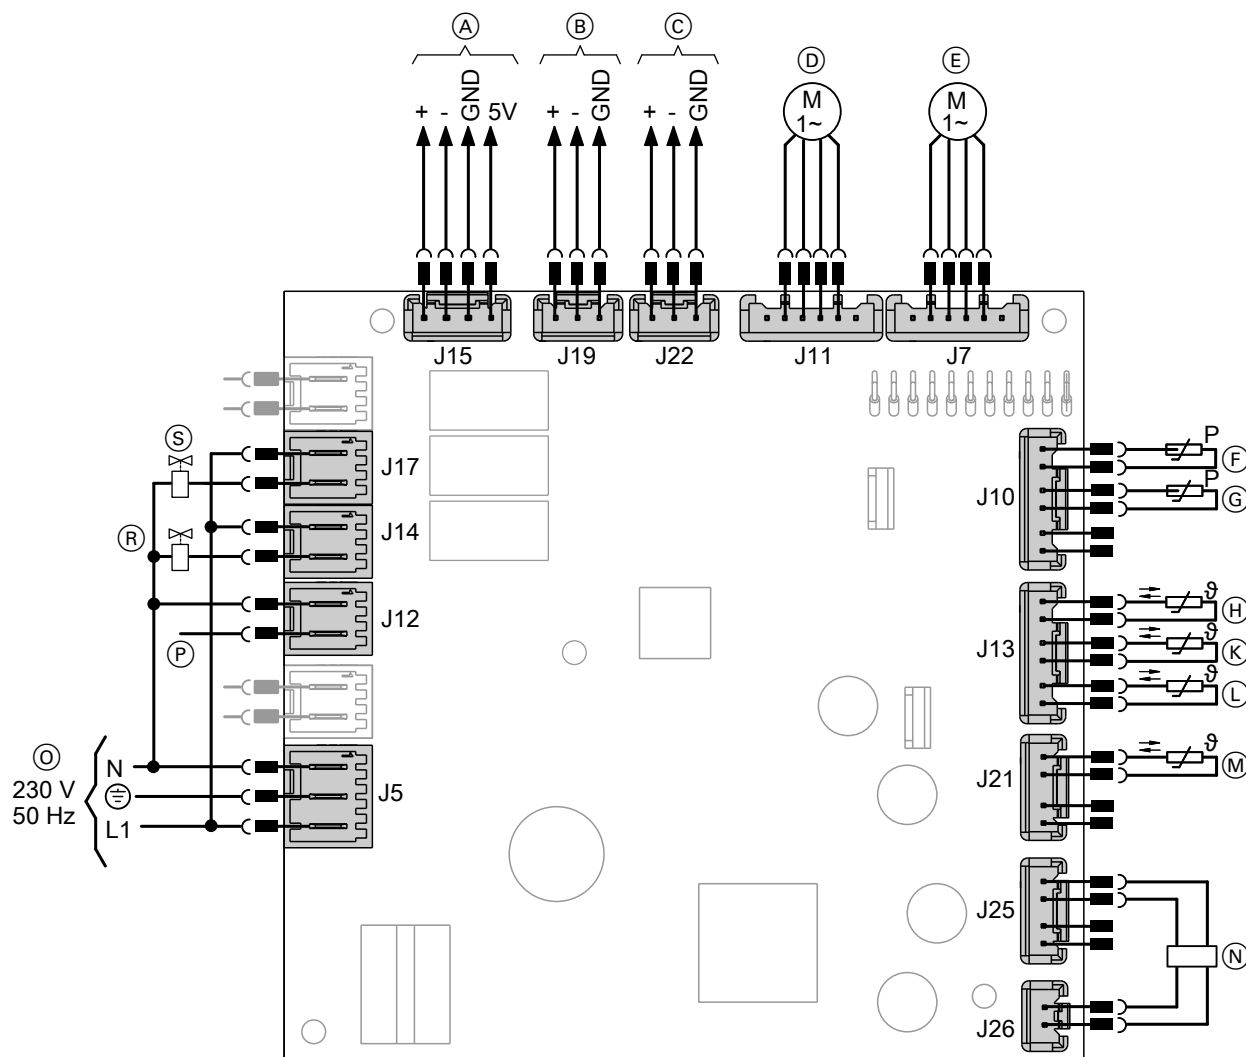 A B C
D E
M 1~
M 1~
+ - GND 5V
+ - GND
+ - GND
J15 J19 J22 J11 J7
S
J17
R
J14
J12
P
O
230 V
50 Hz
N
L1
J5
J10
P F
P G
J13
ϑ H
ϑ K
ϑ L
J21
ϑ M
J25
N
J26